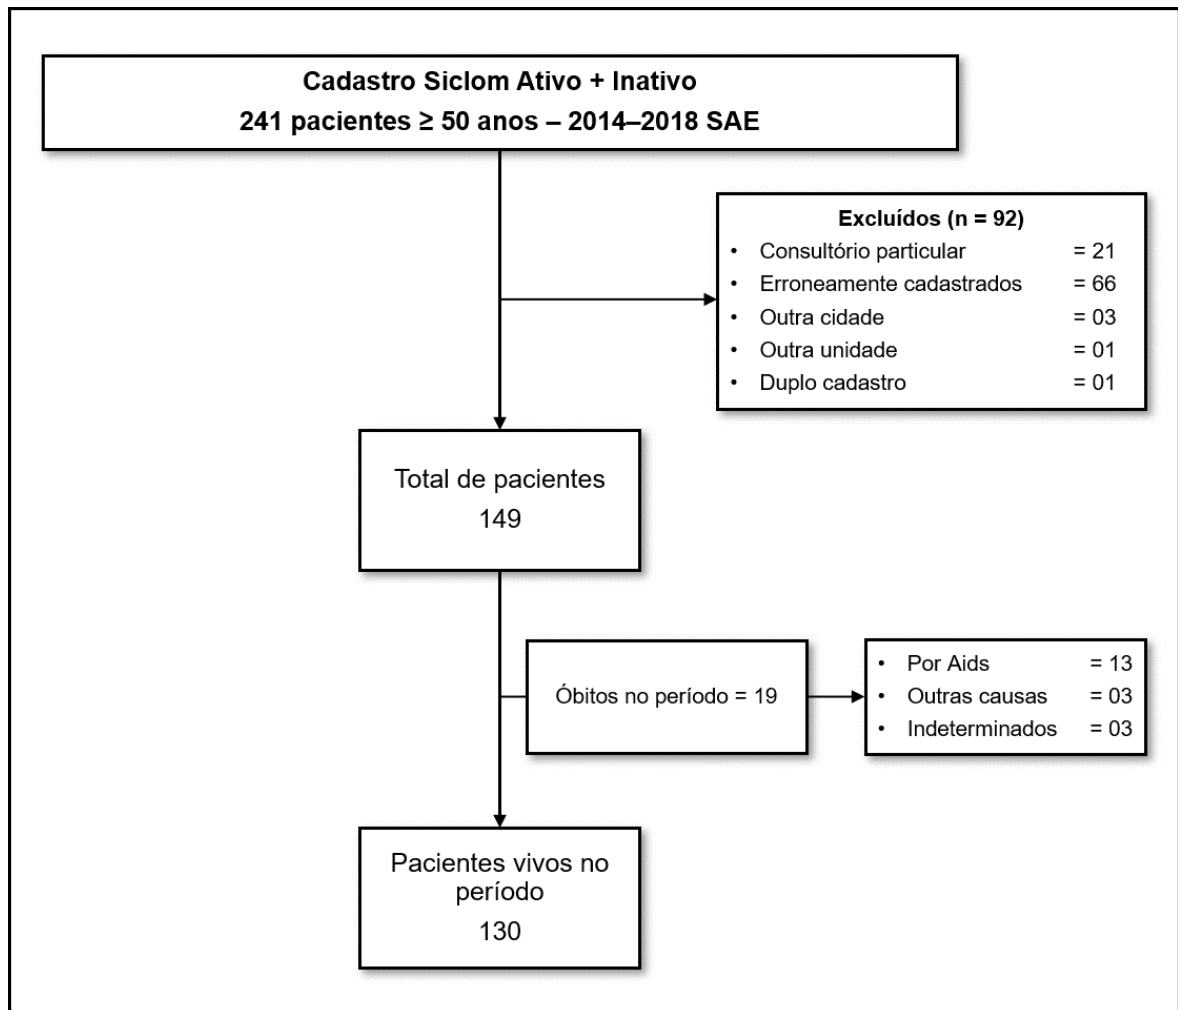 Cadastro Siclom Ativo + Inativo
241 pacientes ≥ 50 anos – 2014–2018 SAE
Excluídos (n = 92)
• Consultório particular = 21
• Erroneamente cadastrados = 66
• Outra cidade = 03
• Outra unidade = 01
• Duplo cadastro = 01
Total de pacientes
149
Óbitos no período = 19
• Por Aids = 13
• Outras causas = 03
• Indeterminados = 03
Pacientes vivos no
período
130